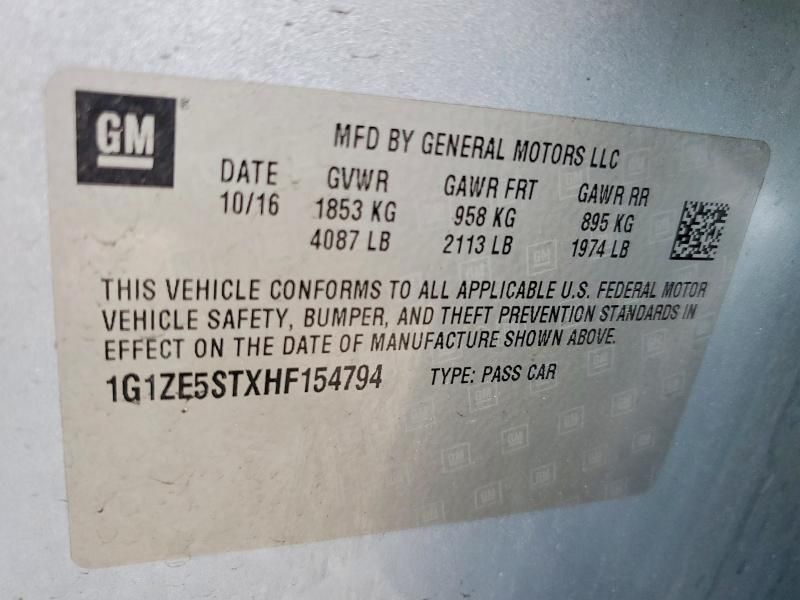 GM®
MFD BY GENERAL MOTORS LLC
DATE GVWR GAWR FRT GAWR RR
10/16 1853 KG 958 KG 895 KG
4087 LB 2113 LB 1974 LB
THIS VEHICLE CONFORMS TO ALL APPLICABLE U.S. FEDERAL MOTOR
VEHICLE SAFETY, BUMPER, AND THEFT PREVENTION STANDARDS IN
EFFECT ON THE DATE OF MANUFACTURE SHOWN ABOVE.
1G1ZE5STXHF154794 TYPE: PASS CAR